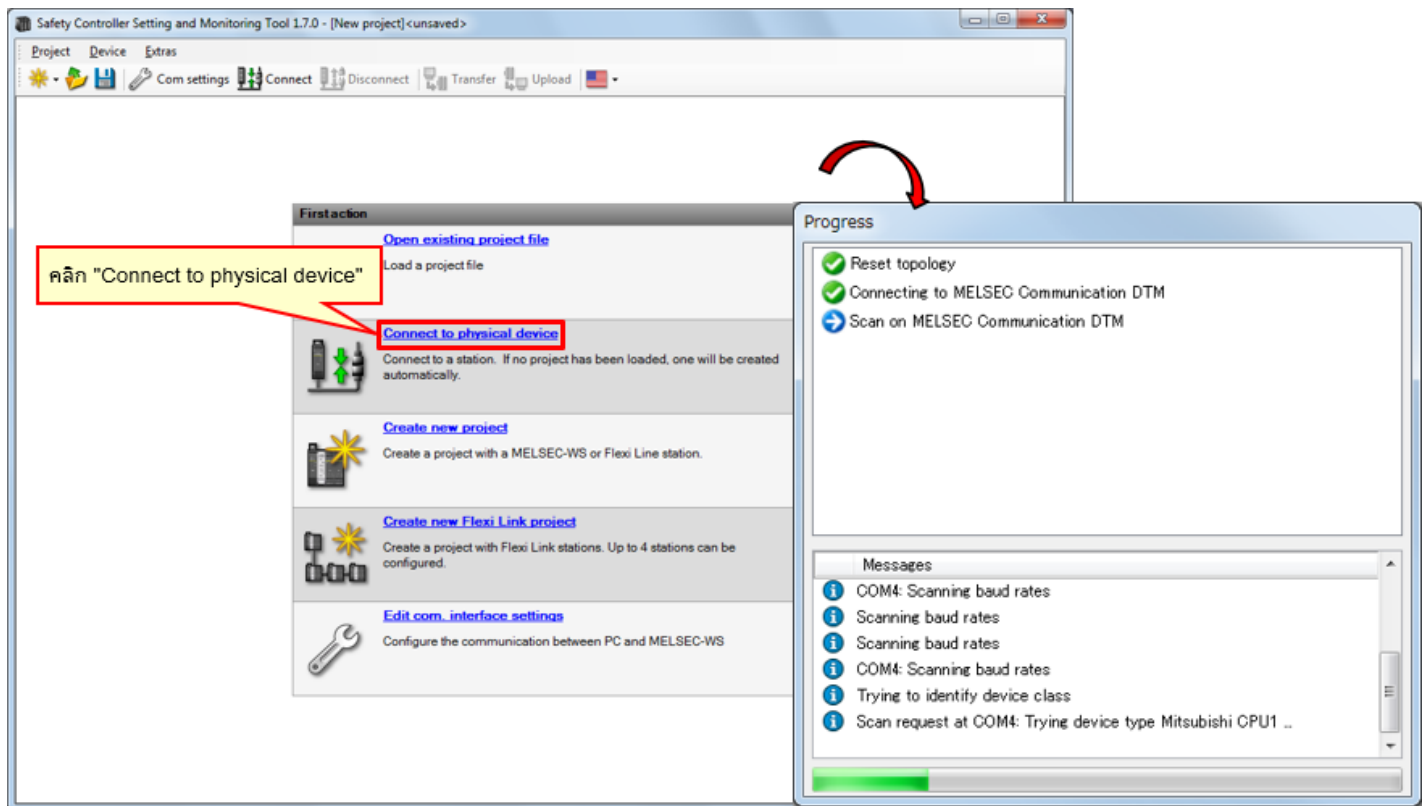 Safety Controller Setting and Monitoring Tool 1.7.0 - [New project]<unsaved>
Project Device Extras
Com settings Connect Disconnect Transfer Upload
First action
Open existing project file
Load a project file
คลิก "Connect to physical device"
Connect to physical device
Connect to a station. If no project has been loaded, one will be created
automatically.
Create new project
Create a project with a MELSEC-WS or Flexi Line station.
Create new Flexi Link project
Create a project with Flexi Link stations. Up to 4 stations can be
configured.
Edit com. interface settings
Configure the communication between PC and MELSEC-WS
Progress
Reset topology
Connecting to MELSEC Communication DTM
Scan on MELSEC Communication DTM
Messages
COM4: Scanning baud rates
Scanning baud rates
Scanning baud rates
COM4: Scanning baud rates
Trying to identify device class
Scan request at COM4: Trying device type Mitsubishi CPU1 ...